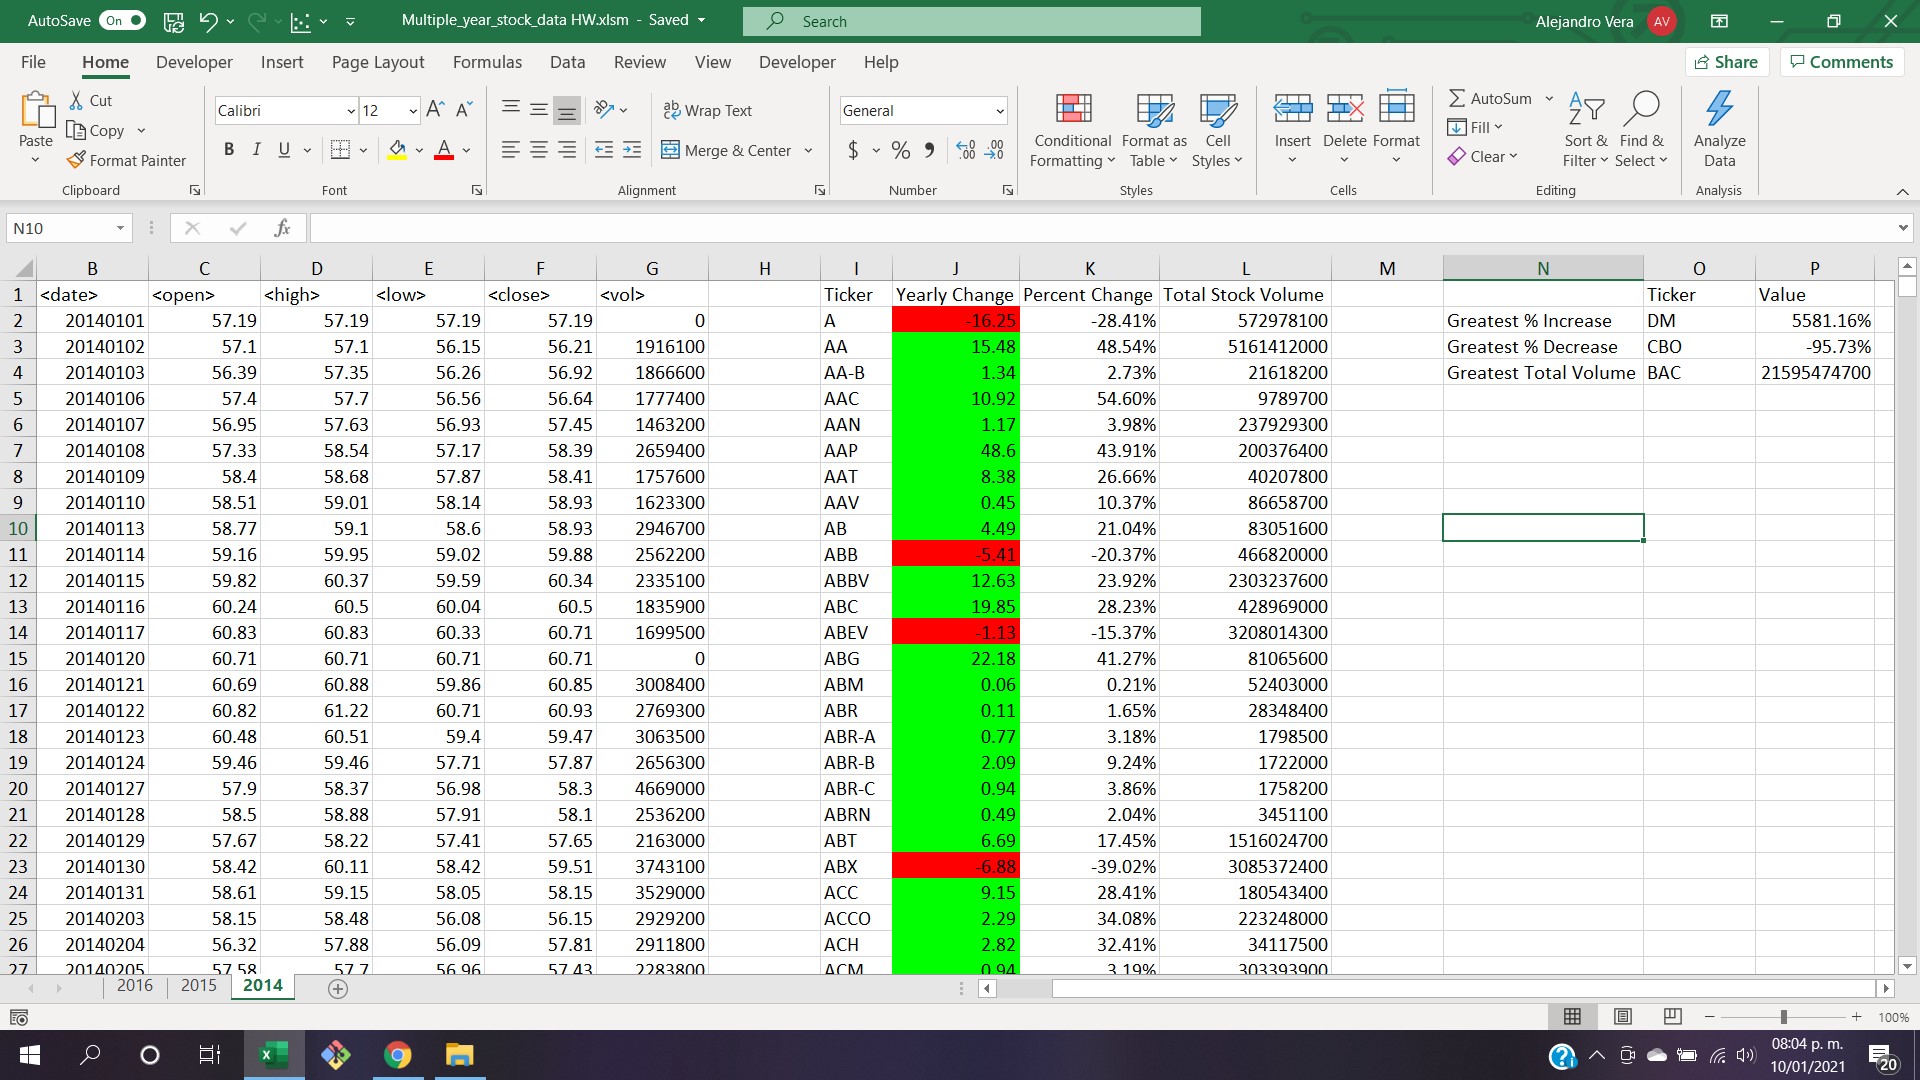 AutoSave On Multiple_year_stock_data HW.xlsm - Saved Search Alejandro Vera AV
File Home Developer Insert Page Layout Formulas Data Review View Developer Help Share Comments
Paste Cut Copy Format Painter Clipboard
Calibri 12 A A B I U A Font
ab Wrap Text Merge & Center Alignment
General $ % 9 .00 .00 Number
Conditional Formatting Format as Table Cell Styles Styles
Insert Delete Format Cells
AutoSum Fill Clear Sort & Filter Find & Select Editing
Analyze Data Analysis
N10 fx
B C D E F G H I J K L M N O P
1 <date> <open> <high> <low> <close> <vol> Ticker Yearly Change Percent Change Total Stock Volume Ticker Value
2 20140101 57.19 57.19 57.19 57.19 0 A -16.25 -28.41% 572978100 Greatest % Increase DM 5581.16%
3 20140102 57.1 57.1 56.15 56.21 1916100 AA 15.48 48.54% 5161412000 Greatest % Decrease CBO -95.73%
4 20140103 56.39 57.35 56.26 56.92 1866600 AA-B 1.34 2.73% 21618200 Greatest Total Volume BAC 21595474700
5 20140106 57.4 57.7 56.56 56.64 1777400 AAC 10.92 54.60% 9789700
6 20140107 56.95 57.63 56.93 57.45 1463200 AAN 1.17 3.98% 237929300
7 20140108 57.33 58.54 57.17 58.39 2659400 AAP 48.6 43.91% 200376400
8 20140109 58.4 58.68 57.87 58.41 1757600 AAT 8.38 26.66% 40207800
9 20140110 58.51 59.01 58.14 58.93 1623300 AAV 0.45 10.37% 86658700
10 20140113 58.77 59.1 58.6 58.93 2946700 AB 4.49 21.04% 83051600
11 20140114 59.16 59.95 59.02 59.88 2562200 ABB -5.41 -20.37% 466820000
12 20140115 59.82 60.37 59.59 60.34 2335100 ABBV 12.63 23.92% 2303237600
13 20140116 60.24 60.5 60.04 60.5 1835900 ABC 19.85 28.23% 428969000
14 20140117 60.83 60.83 60.33 60.71 1699500 ABEV -1.13 -15.37% 3208014300
15 20140120 60.71 60.71 60.71 60.71 0 ABG 22.18 41.27% 81065600
16 20140121 60.69 60.88 59.86 60.85 3008400 ABM 0.06 0.21% 52403000
17 20140122 60.82 61.22 60.71 60.93 2769300 ABR 0.11 1.65% 28348400
18 20140123 60.48 60.51 59.4 59.47 3063500 ABR-A 0.77 3.18% 1798500
19 20140124 59.46 59.46 57.71 57.87 2656300 ABR-B 2.09 9.24% 1722000
20 20140127 57.9 58.37 56.98 58.3 4669000 ABR-C 0.94 3.86% 1758200
21 20140128 58.5 58.88 57.91 58.1 2536200 ABRN 0.49 2.04% 3451100
22 20140129 57.67 58.22 57.41 57.65 2163000 ABT 6.69 17.45% 1516024700
23 20140130 58.42 60.11 58.42 59.51 3743100 ABX -6.88 -39.02% 3085372400
24 20140131 58.61 59.15 58.05 58.15 3529000 ACC 9.15 28.41% 180543400
25 20140203 58.15 58.48 56.08 56.15 2929200 ACCO 2.29 34.08% 223248000
26 20140204 56.32 57.88 56.09 57.81 2911800 ACH 2.82 32.41% 34117500
27 20140205 57.58 57.7 56.96 57.43 2283800 ACM 0.94 3.19% 303393900
2016 2015 2014
100%
08:04 p. m.
10/01/2021
20